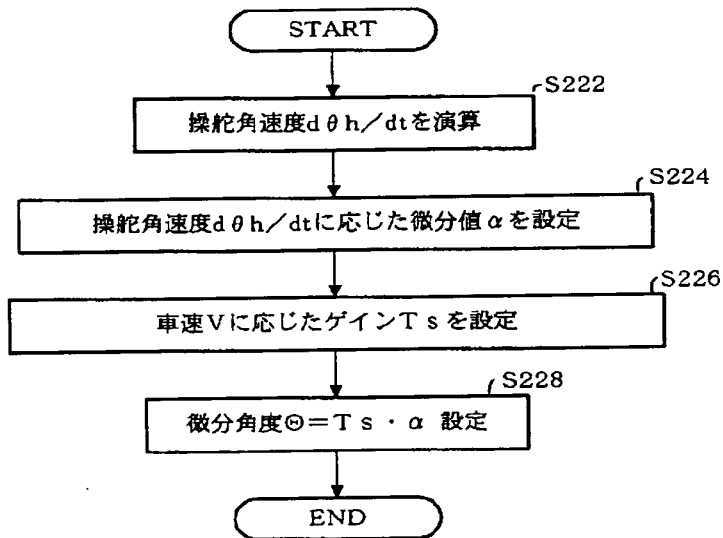 START
S222
操舵角速度dθh/dtを演算
S224
操舵角速度dθh/dtに応じた微分値αを設定
S226
車速Vに応じたゲインTsを設定
S228
微分角度Θ=Ts・α 設定
END